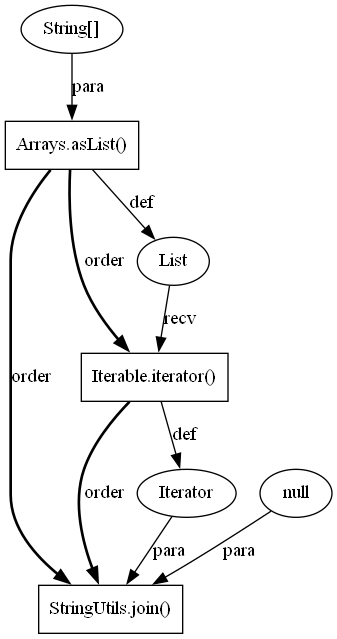 String[]
para
Arrays.asList()
def
order
List
recv
order
Iterable.iterator()
def
order
Iterator
null
para
para
StringUtils.join()